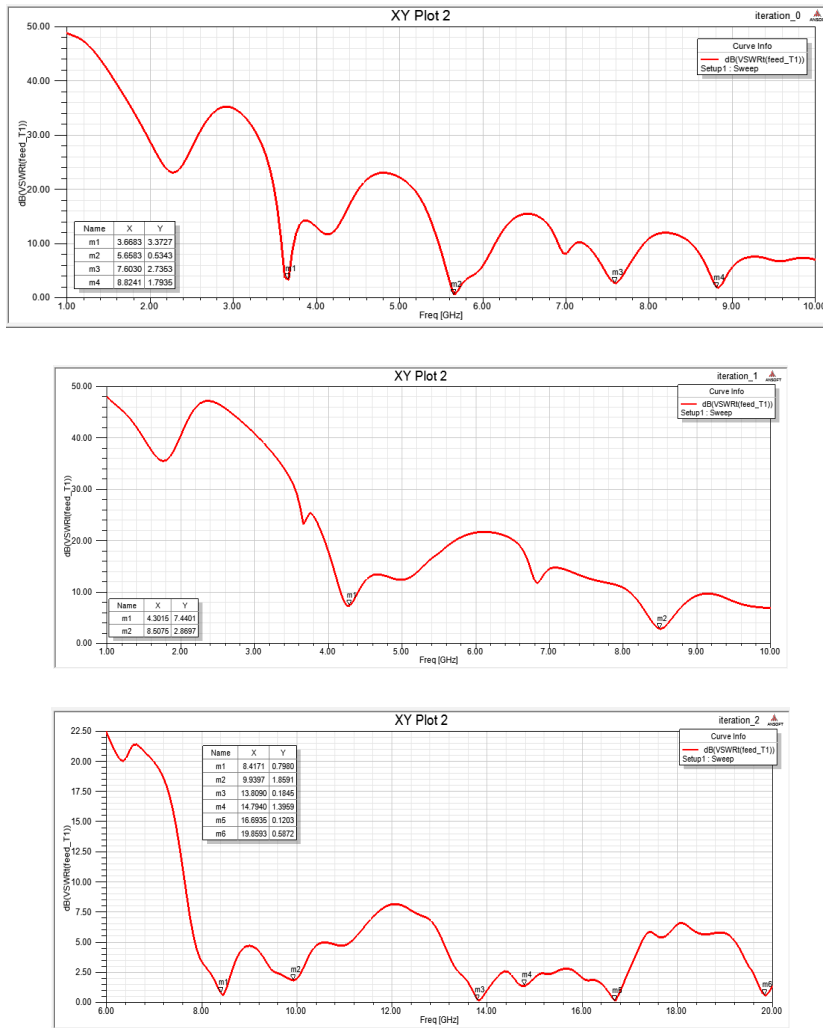 XY Plot 2
iteration_0
ANSOFT
Curve Info
dB(VSWRt(feed_T1))
Setup1 : Sweep
50.00
40.00
30.00
20.00
10.00
0.00
dB(VSWRt(feed_T1))
Name X Y
m1 3.6683 3.3727
m2 5.6583 0.5343
m3 7.6030 2.7353
m4 8.8241 1.7935
m1
m2
m3
m4
1.00 2.00 3.00 4.00 5.00 6.00 7.00 8.00 9.00 10.00
Freq [GHz]
XY Plot 2
iteration_1
ANSOFT
Curve Info
dB(VSWRt(feed_T1))
Setup1 : Sweep
50.00
40.00
30.00
20.00
10.00
0.00
dB(VSWRt(feed_T1))
Name X Y
m1 4.3015 7.4401
m2 8.5075 2.8697
m1
m2
1.00 2.00 3.00 4.00 5.00 6.00 7.00 8.00 9.00 10.00
Freq [GHz]
XY Plot 2
iteration_2
ANSOFT
Curve Info
dB(VSWRt(feed_T1))
Setup1 : Sweep
22.50
20.00
17.50
15.00
12.50
10.00
7.50
5.00
2.50
0.00
dB(VSWRt(feed_T1))
Name X Y
m1 8.4171 0.7980
m2 9.9397 1.8591
m3 13.8090 0.1845
m4 14.7940 1.3959
m5 16.6935 0.1203
m6 19.8593 0.5872
m1
m2
m3
m4
m5
m6
6.00 8.00 10.00 12.00 14.00 16.00 18.00 20.00
Freq [GHz]